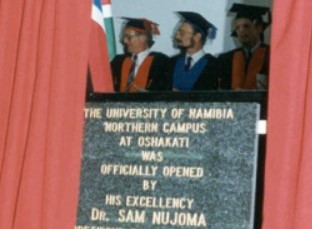 THE UNIVERSITY OF NAMIBIA
NORTHERN CAMPUS
AT OSHAKATI
WAS
OFFICIALLY OPENED
BY
HIS EXCELLENCY
DR. SAM NUJOMA